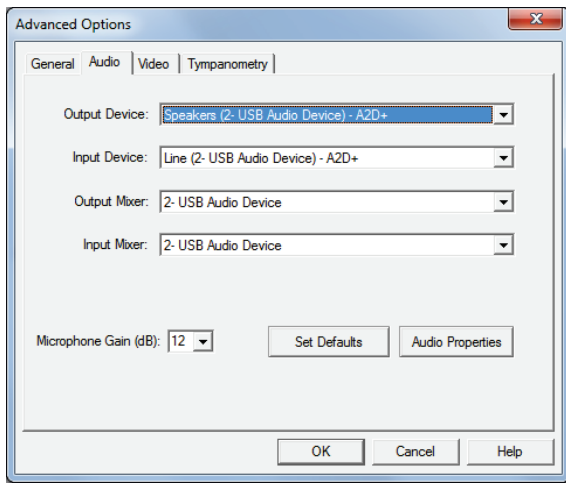 Advanced Options
General Audio Video Tympanometry
Output Device: Speakers (2- USB Audio Device) - A2D+
Input Device: Line (2- USB Audio Device) - A2D+
Output Mixer: 2- USB Audio Device
Input Mixer: 2- USB Audio Device
Microphone Gain (dB): 12 Set Defaults Audio Properties
OK Cancel Help